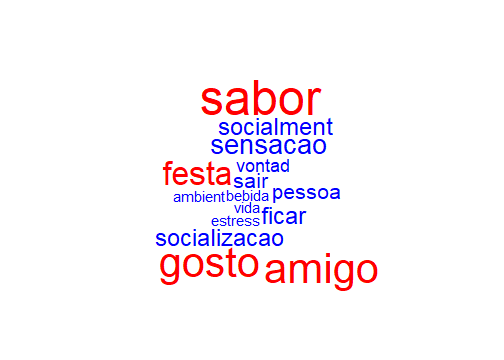 sabor
socialment
sensacao
vontad
festa sair
ambient bebida pessoa
vida
estress ficar
socializacao
gosto amigo